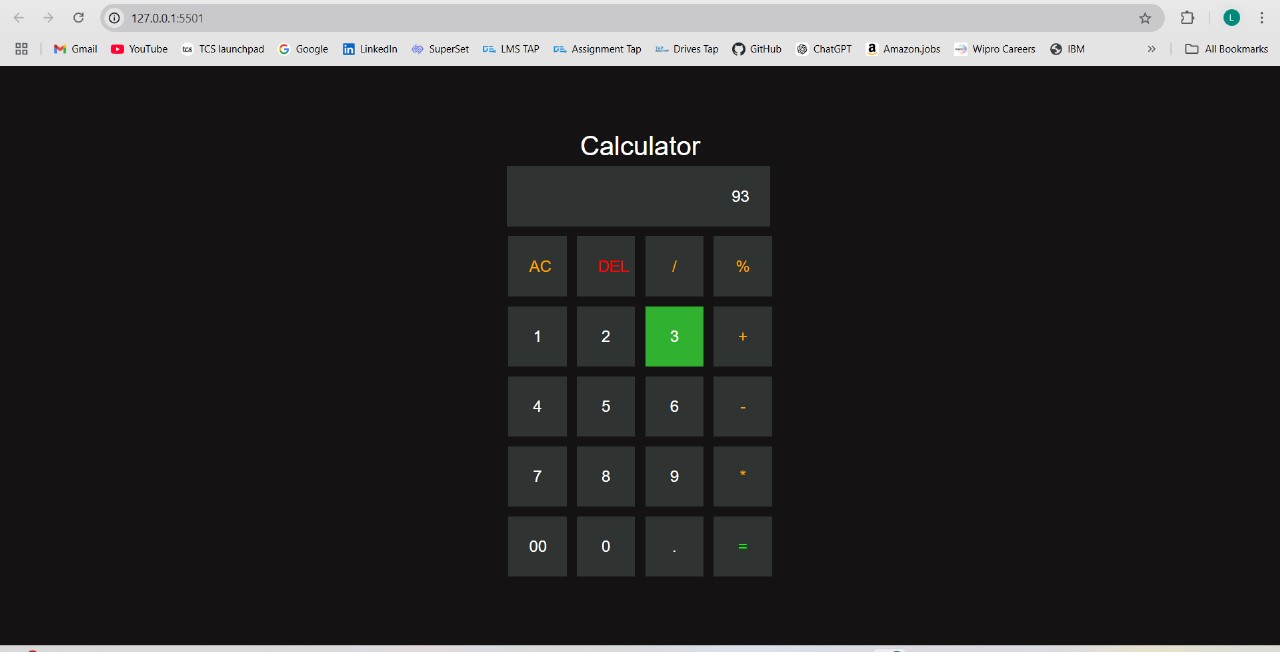 127.0.0.1:5501
L
Gmail YouTube tcs TCS launchpad Google LinkedIn SuperSet LMS TAP Assignment Tap Drives Tap GitHub ChatGPT Amazon.jobs Wipro Careers IBM » All Bookmarks
Calculator
93
AC DEL / %
1 2 3 +
4 5 6 -
7 8 9 *
00 0 . =